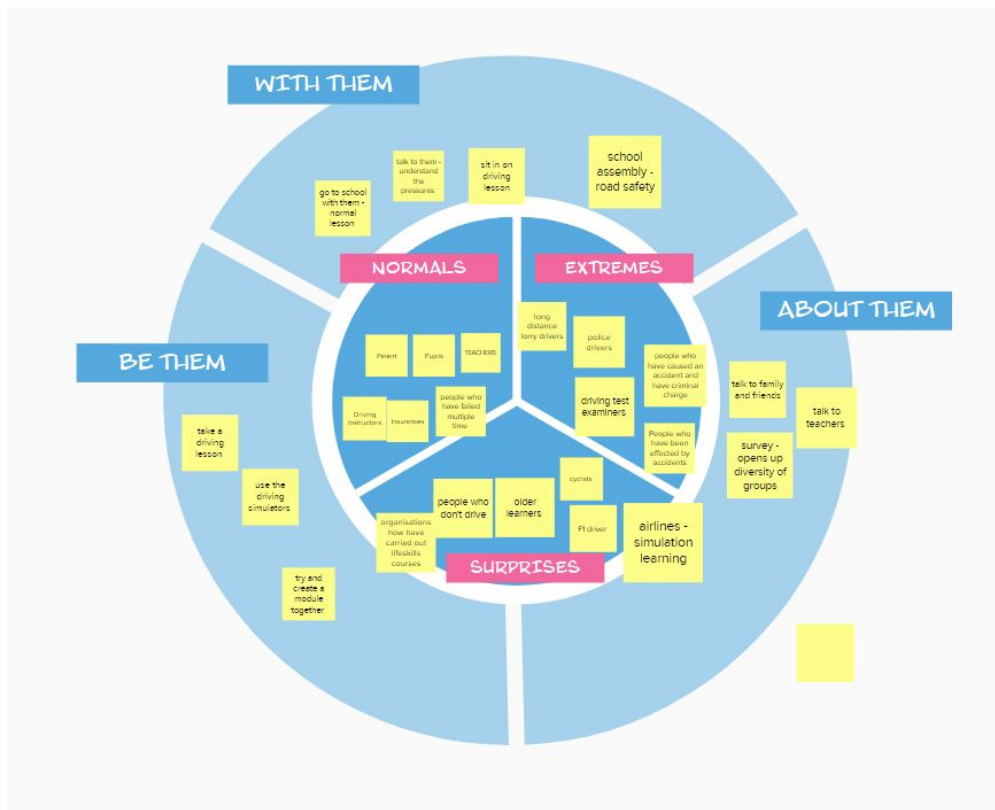 WITH THEM
go to school
with them -
normal
lesson
talk to them -
understand
the
pressures
sit in on
driving
lesson
school
assembly -
road safety
NORMALS
Parent
Pupils
TEACHERS
Driving
Instructors
Insurances
people who
have failed
multiple
time
EXTREMES
long
distance
lorry drivers
police
drivers
driving test
examiners
people who
have caused an
accident and
have criminal
charge
People who
have been
effected by
accidents
ABOUT THEM
talk to family
and friends
talk to
teachers
survey -
opens up
diversity of
groups
BE THEM
take a
driving
lesson
use the
driving
simulators
try and
create a
module
together
organisations
how have
carried out
lifeskills
courses
people who
don't drive
older
learners
cyclists
F1 driver
airlines -
simulation
learning
SURPRISES